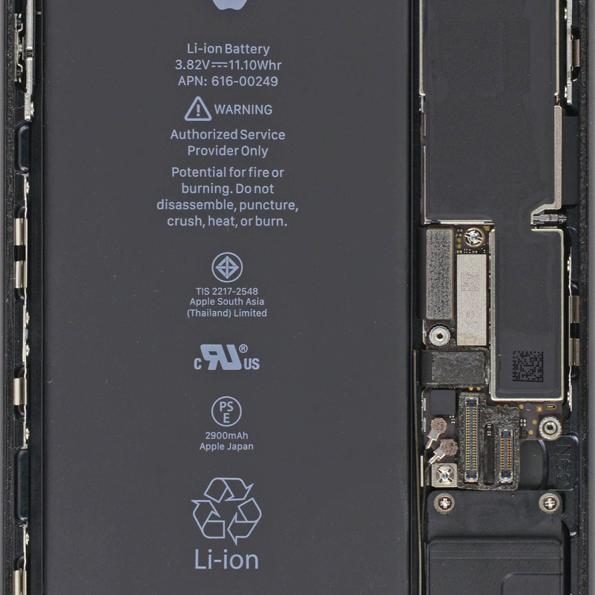 Li-ion Battery
3.82V⎓11.10Whr
APN: 616-00249
WARNING
Authorized Service
Provider Only
Potential for fire or
burning. Do not
disassemble, puncture,
crush, heat, or burn.
TIS 2217-2548
Apple South Asia
(Thailand) Limited
c RU® US
PS
E
2900mAh
Apple Japan
Li-ion